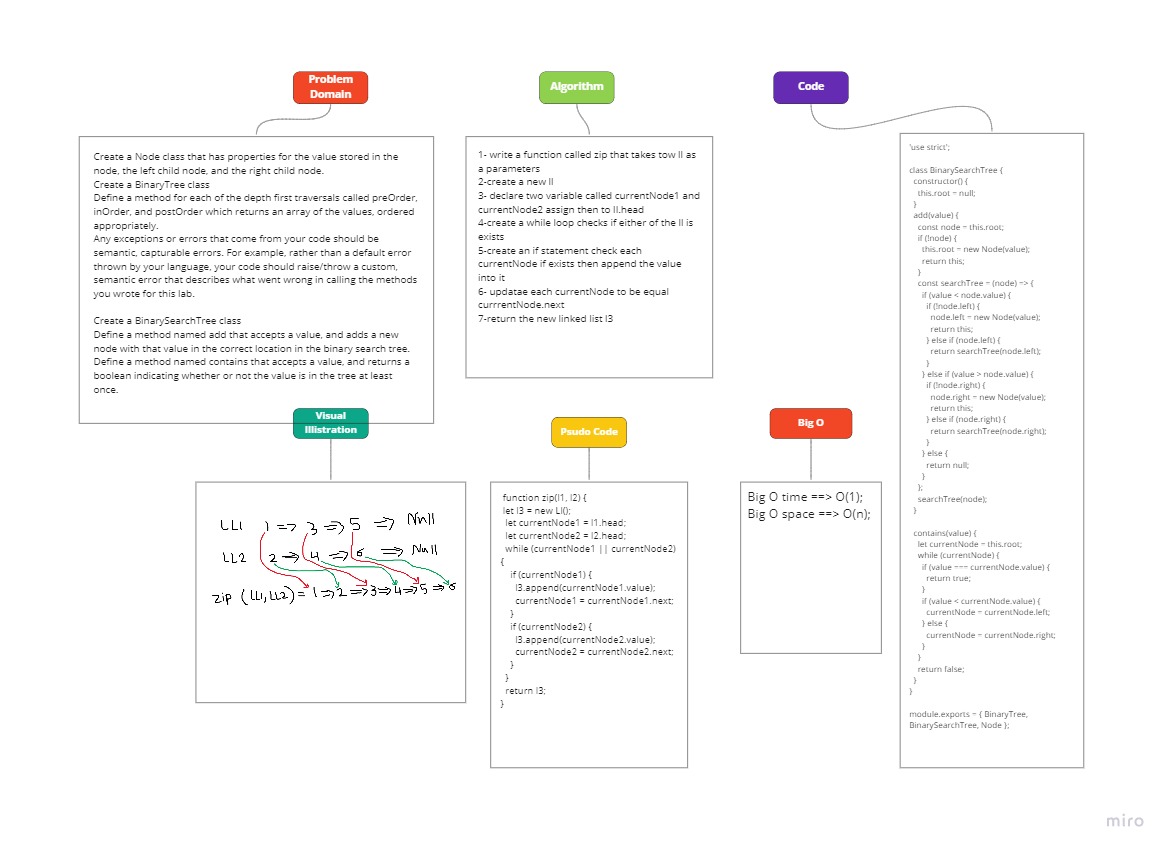 Problem
Domain
Algorithm
Code
Create a Node class that has properties for the value stored in the
node, the left child node, and the right child node.
Create a BinaryTree class
Define a method for each of the depth first traversals called preOrder,
inOrder, and postOrder which returns an array of the values, ordered
appropriately.
Any exceptions or errors that come from your code should be
semantic, capturable errors. For example, rather than a default error
thrown by your language, your code should raise/throw a custom,
semantic error that describes what went wrong in calling the methods
you wrote for this lab.
Create a BinarySearchTree class
Define a method named add that accepts a value, and adds a new
node with that value in the correct location in the binary search tree.
Define a method named contains that accepts a value, and returns a
boolean indicating whether or not the value is in the tree at least
once.
1- write a function called zip that takes tow ll as
a parameters
2-create a new ll
3- declare two variable called currentNode1 and
currentNode2 assign then to ll.head
4-create a while loop checks if either of the ll is
exists
5-create an if statement check each
currentNode if exists then append the value
into it
6- updatae each currentNode to be equal
currrentNode.next
7-return the new linked list l3
'use strict';
class BinarySearchTree {
constructor() {
this.root = null;
}
add(value) {
const node = this.root;
if (!node) {
this.root = new Node(value);
return this;
}
const searchTree = (node) => {
if (value < node.value) {
if (!node.left) {
node.left = new Node(value);
return this;
} else if (node.left) {
return searchTree(node.left);
}
} else if (value > node.value) {
if (!node.right) {
node.right = new Node(value);
return this;
} else if (node.right) {
return searchTree(node.right);
}
} else {
return null;
}
};
searchTree(node);
}
contains(value) {
let currentNode = this.root;
while (currentNode) {
if (value === currentNode.value) {
return true;
}
if (value < currentNode.value) {
currentNode = currentNode.left;
} else {
currentNode = currentNode.right;
}
}
return false;
}
}
module.exports = { BinaryTree,
BinarySearchTree, Node };
Visual
Illistration
Psudo Code
Big O
LL1 1 => 3 => 5 => Null
LL2 2 => 4 => 6 => Null
zip (LL1,LL2) = 1=>2=>3=>4=>5=>6
function zip(l1, l2) {
let l3 = new Ll();
let currentNode1 = l1.head;
let currentNode2 = l2.head;
while (currentNode1 || currentNode2)
{
if (currentNode1) {
l3.append(currentNode1.value);
currentNode1 = currentNode1.next;
}
if (currentNode2) {
l3.append(currentNode2.value);
currentNode2 = currentNode2.next;
}
}
return l3;
}
Big O time ==> O(1);
Big O space ==> O(n);
miro